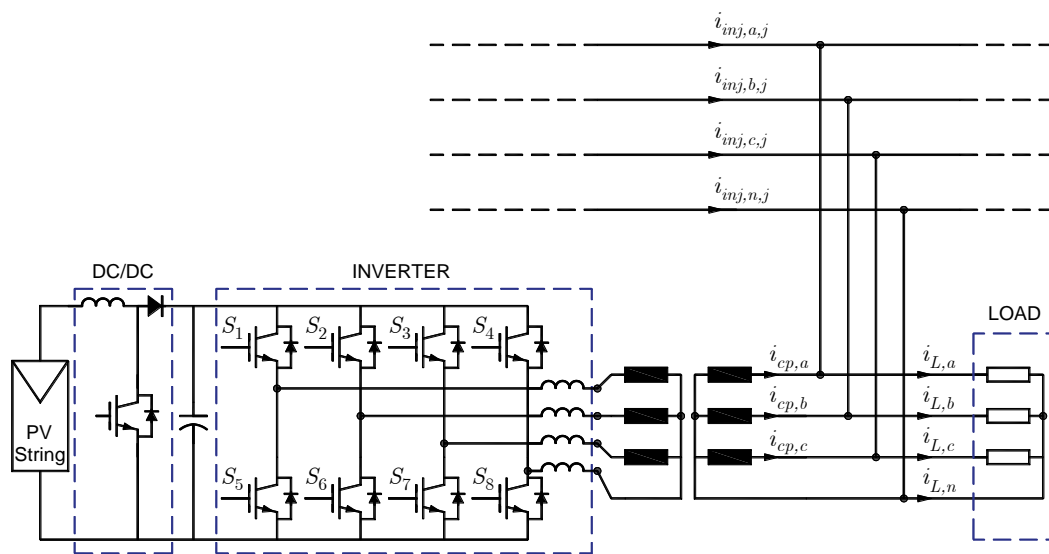 i_{inj,a,j}
i_{inj,b,j}
i_{inj,c,j}
i_{inj,n,j}
DC/DC
INVERTER
LOAD
S_1
S_2
S_3
S_4
i_{cp,a}
i_{L,a}
i_{cp,b}
i_{L,b}
i_{cp,c}
i_{L,c}
PV
String
S_5
S_6
S_7
S_8
i_{L,n}